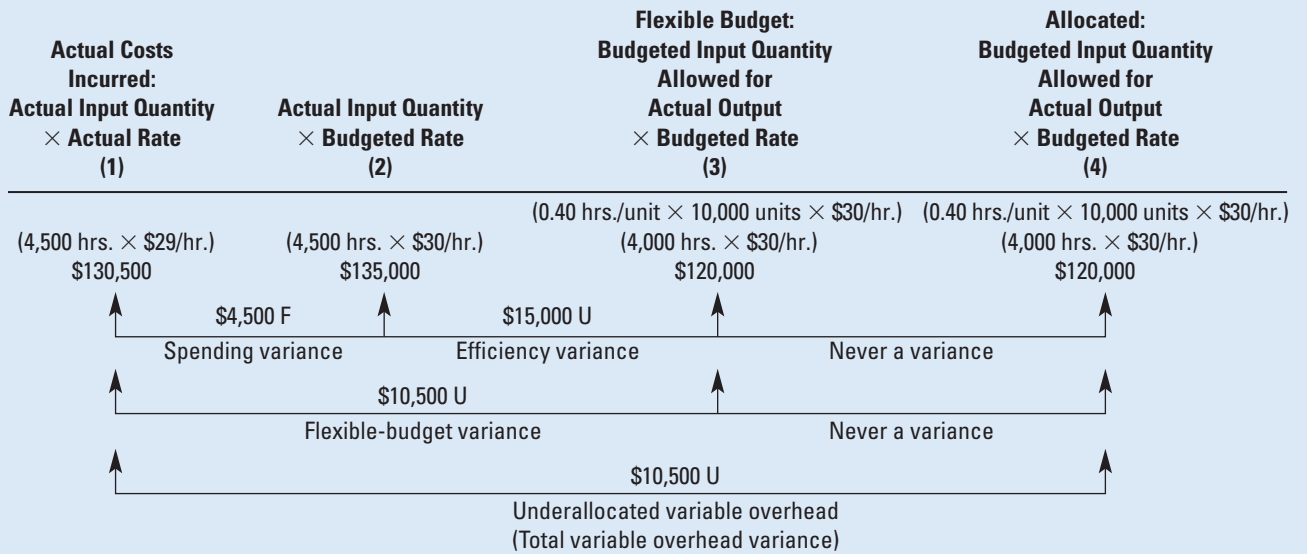 Actual Costs
Incurred:
Actual Input Quantity
× Actual Rate
(1)
Actual Input Quantity
× Budgeted Rate
(2)
Flexible Budget:
Budgeted Input Quantity
Allowed for
Actual Output
× Budgeted Rate
(3)
Allocated:
Budgeted Input Quantity
Allowed for
Actual Output
× Budgeted Rate
(4)
(4,500 hrs. × $29/hr.)
$130,500
(4,500 hrs. × $30/hr.)
$135,000
(0.40 hrs./unit × 10,000 units × $30/hr.)
(4,000 hrs. × $30/hr.)
$120,000
(0.40 hrs./unit × 10,000 units × $30/hr.)
(4,000 hrs. × $30/hr.)
$120,000
$4,500 F
Spending variance
$15,000 U
Efficiency variance
Never a variance
$10,500 U
Flexible-budget variance
Never a variance
$10,500 U
Underallocated variable overhead
(Total variable overhead variance)